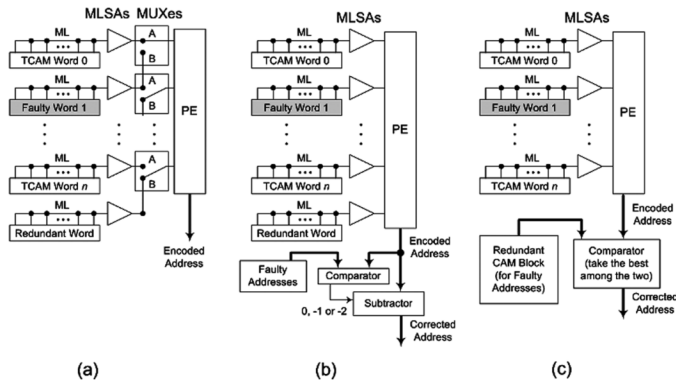 MLSAs MUXes
ML
A
TCAM Word 0
B
ML
A
Faulty Word 1
B
PE
ML
A
TCAM Word n
B
ML
Redundant Word
Encoded
Address
(a)
MLSAs
ML
TCAM Word 0
ML
Faulty Word 1
PE
ML
TCAM Word n
ML
Redundant Word
Encoded
Address
Faulty
Addresses
Comparator
0, -1 or -2
Subtractor
Corrected
Address
(b)
MLSAs
ML
TCAM Word 0
ML
Faulty Word 1
PE
ML
TCAM Word n
Encoded
Address
Redundant
CAM Block
(for Faulty
Addresses)
Comparator
(take the best
among the two)
Corrected
Address
(c)